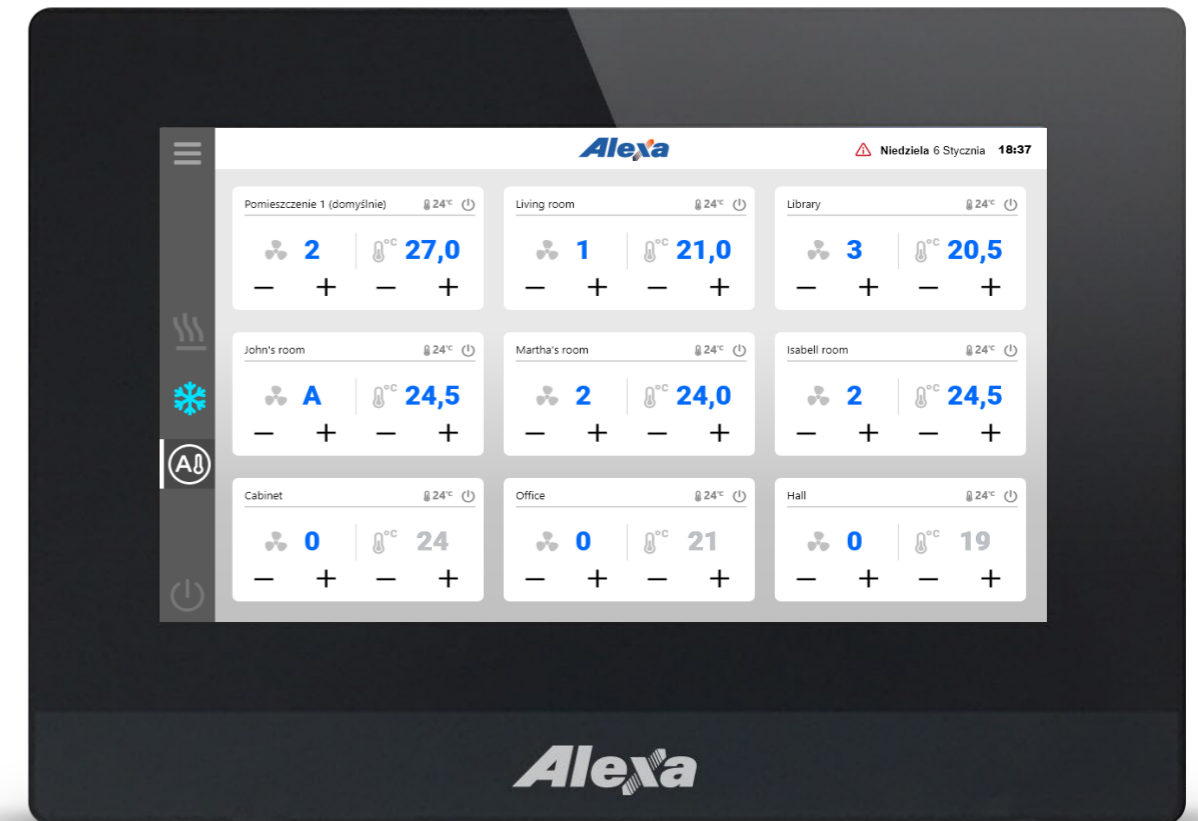 Alexa
Niedziela 6 Stycznia 18:37
Pomieszczenie 1 (domyślnie) 24°C
2 °C 27,0
− + − +
Living room 24°C
1 °C 21,0
− + − +
Library 24°C
3 °C 20,5
− + − +
John's room 24°C
A °C 24,5
− + − +
Martha's room 24°C
2 °C 24,0
− + − +
Isabell room 24°C
2 °C 24,5
− + − +
A
Cabinet 24°C
0 °C 24
− + − +
Office 24°C
0 °C 21
− + − +
Hall 24°C
0 °C 19
− + − +
Alexa